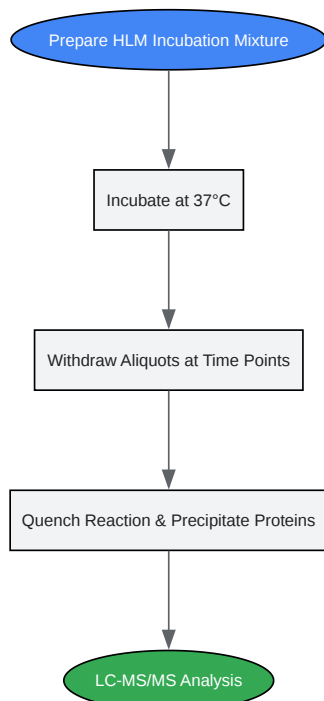 Prepare HLM Incubation Mixture
Incubate at 37°C
Withdraw Aliquots at Time Points
Quench Reaction & Precipitate Proteins
LC-MS/MS Analysis